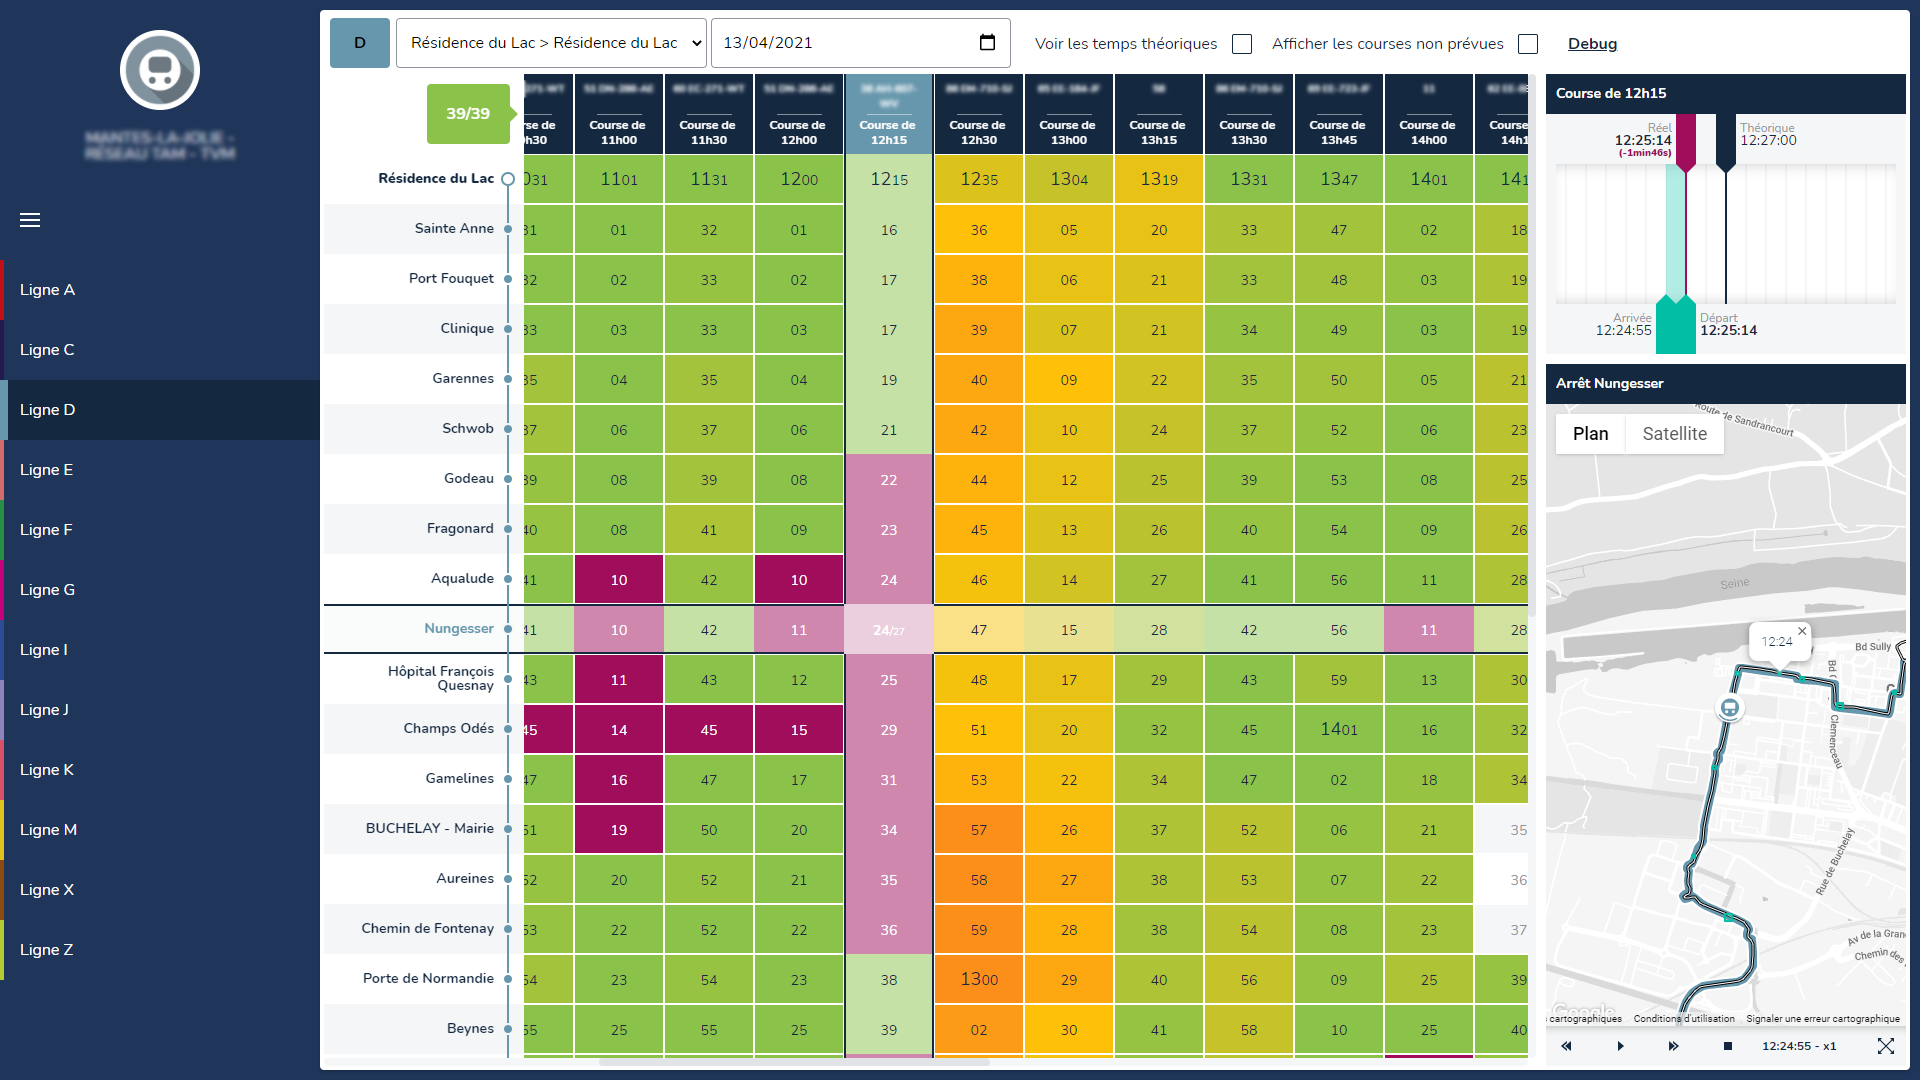 D
Résidence du Lac > Résidence du Lac
13/04/2021
Voir les temps théoriques
Afficher les courses non prévues
Debug
Ligne A
Ligne C
Ligne D
Ligne E
Ligne F
Ligne G
Ligne I
Ligne J
Ligne K
Ligne M
Ligne X
Ligne Z
39/39
Course de 11h00
Course de 11h30
Course de 12h00
Course de 12h15
Course de 12h30
Course de 13h00
Course de 13h15
Course de 13h30
Course de 13h45
Course de 14h00
Résidence du Lac 031 1101 1131 1200 1215 1235 1304 1319 1331 1347 1401 141
Sainte Anne 31 01 32 01 16 36 05 20 33 47 02 18
Port Fouquet 32 02 33 02 17 38 06 21 33 48 03 19
Clinique 33 03 33 03 17 39 07 21 34 49 03 19
Garennes 35 04 35 04 19 40 09 22 35 50 05 21
Schwob 37 06 37 06 21 42 10 24 37 52 06 23
Godeau 39 08 39 08 22 44 12 25 39 53 08 25
Fragonard 40 08 41 09 23 45 13 26 40 54 09 26
Aqualude 41 10 42 10 24 46 14 27 41 56 11 28
Nungesser 41 10 42 11 24/27 47 15 28 42 56 11 28
Hôpital François
Quesnay 43 11 43 12 25 48 17 29 43 59 13 30
Champs Odés 45 14 45 15 29 51 20 32 45 1401 16 32
Gamelines 47 16 47 17 31 53 22 34 47 02 18 34
BUCHELAY - Mairie 51 19 50 20 34 57 26 37 52 06 21 35
Aureines 52 20 52 21 35 58 27 38 53 07 22 36
Chemin de Fontenay 53 22 52 22 36 59 28 38 54 08 23 37
Porte de Normandie 54 23 54 23 38 1300 29 40 56 09 25 39
Beynes 55 25 55 25 39 02 30 41 58 10 25 40
Course de 12h15
Réel
12:25:14
(-1min46s)
Théorique
12:27:00
Arrivée
12:24:55
Départ
12:25:14
Arrêt Nungesser
Plan
Satellite
Route de Sandrancourt
Seine
12:24
Bd Sully
Clemenceau
Rue de Buchelay
Av de la Gran
Chemin des
Google
cartographiques
Conditions d'utilisation
Signaler une erreur cartographique
12:24:55 - x1